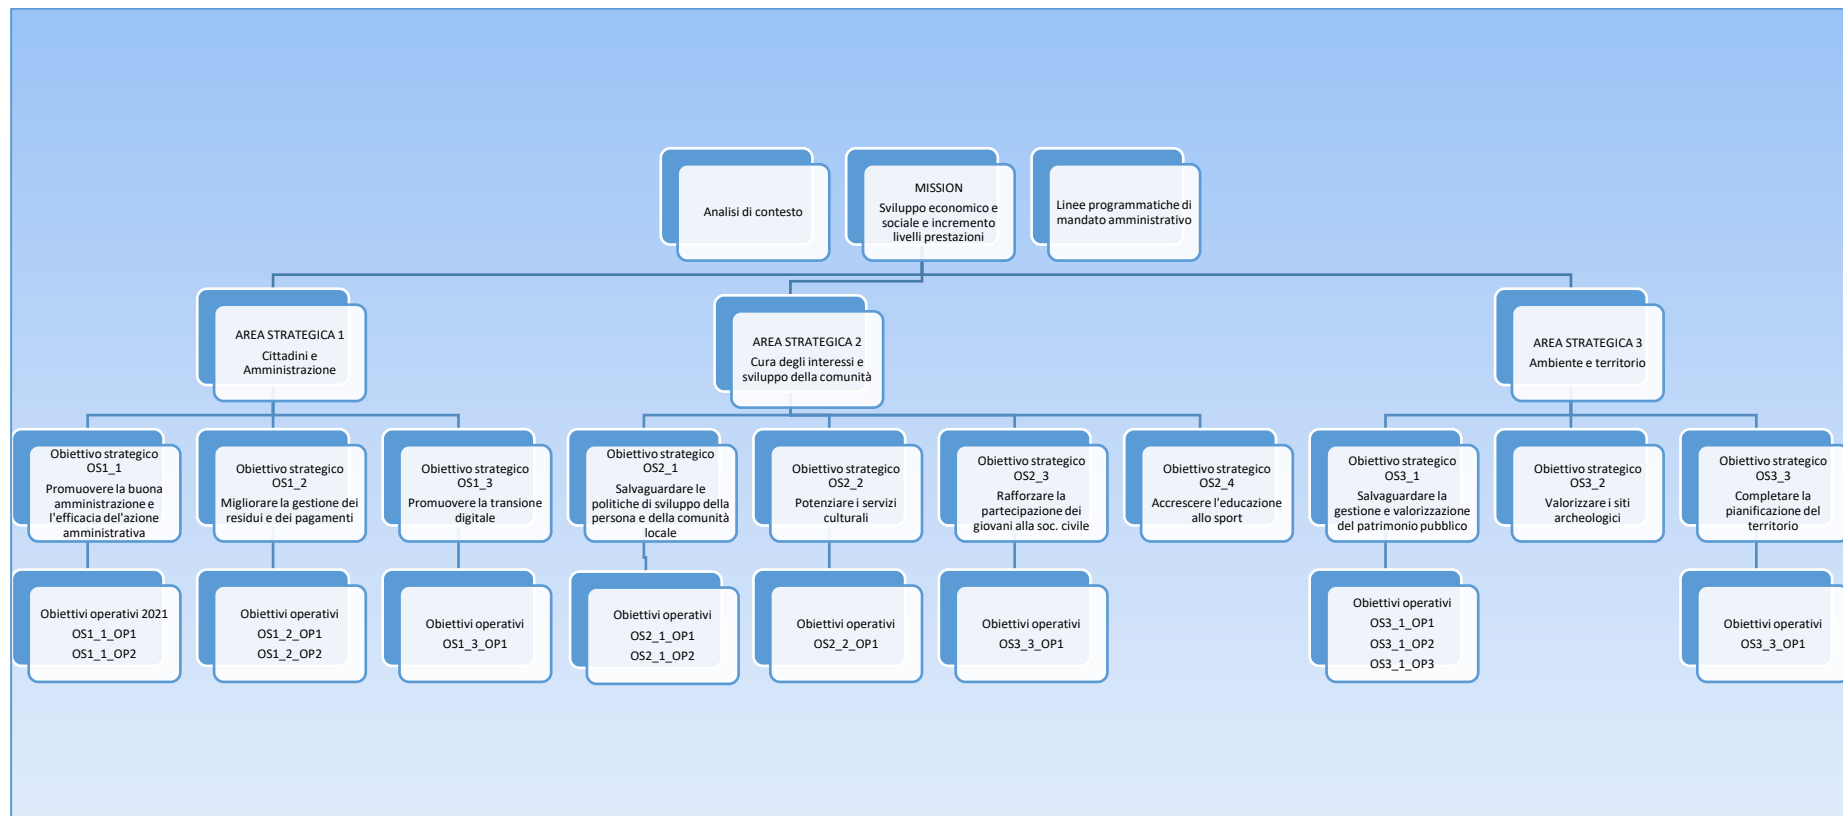 Analisi di contesto
MISSION
Sviluppo economico e
sociale e incremento
livelli prestazioni
Linee programmatiche di
mandato amministrativo
AREA STRATEGICA 1
Cittadini e
Amministrazione
AREA STRATEGICA 2
Cura degli interessi e
sviluppo della comunità
AREA STRATEGICA 3
Ambiente e territorio
Obiettivo strategico
OS1_1
Promuovere la buona
amministrazione e
l'efficacia del'azione
amministrativa
Obiettivo strategico
OS1_2
Migliorare la gestione dei
residui e dei pagamenti
Obiettivo strategico
OS1_3
Promuovere la transione
digitale
Obiettivo strategico
OS2_1
Salvaguardare le
politiche di sviluppo della
persona e della comunità
locale
Obiettivo strategico
OS2_2
Potenziare i servizi
culturali
Obiettivo strategico
OS2_3
Rafforzare la
partecipazione dei
giovani alla soc. civile
Obiettivo strategico
OS2_4
Accrescere l'educazione
allo sport
Obiettivo strategico
OS3_1
Salvaguardare la
gestione e valorizzazione
del patrimonio pubblico
Obiettivo strategico
OS3_2
Valorizzare i siti
archeologici
Obiettivo strategico
OS3_3
Completare la
pianificazione del
territorio
Obiettivi operativi 2021
OS1_1_OP1
OS1_1_OP2
Obiettivi operativi
OS1_2_OP1
OS1_2_OP2
Obiettivi operativi
OS1_3_OP1
Obiettivi operativi
OS2_1_OP1
OS2_1_OP2
Obiettivi operativi
OS2_2_OP1
Obiettivi operativi
OS3_3_OP1
Obiettivi operativi
OS3_1_OP1
OS3_1_OP2
OS3_1_OP3
Obiettivi operativi
OS3_3_OP1